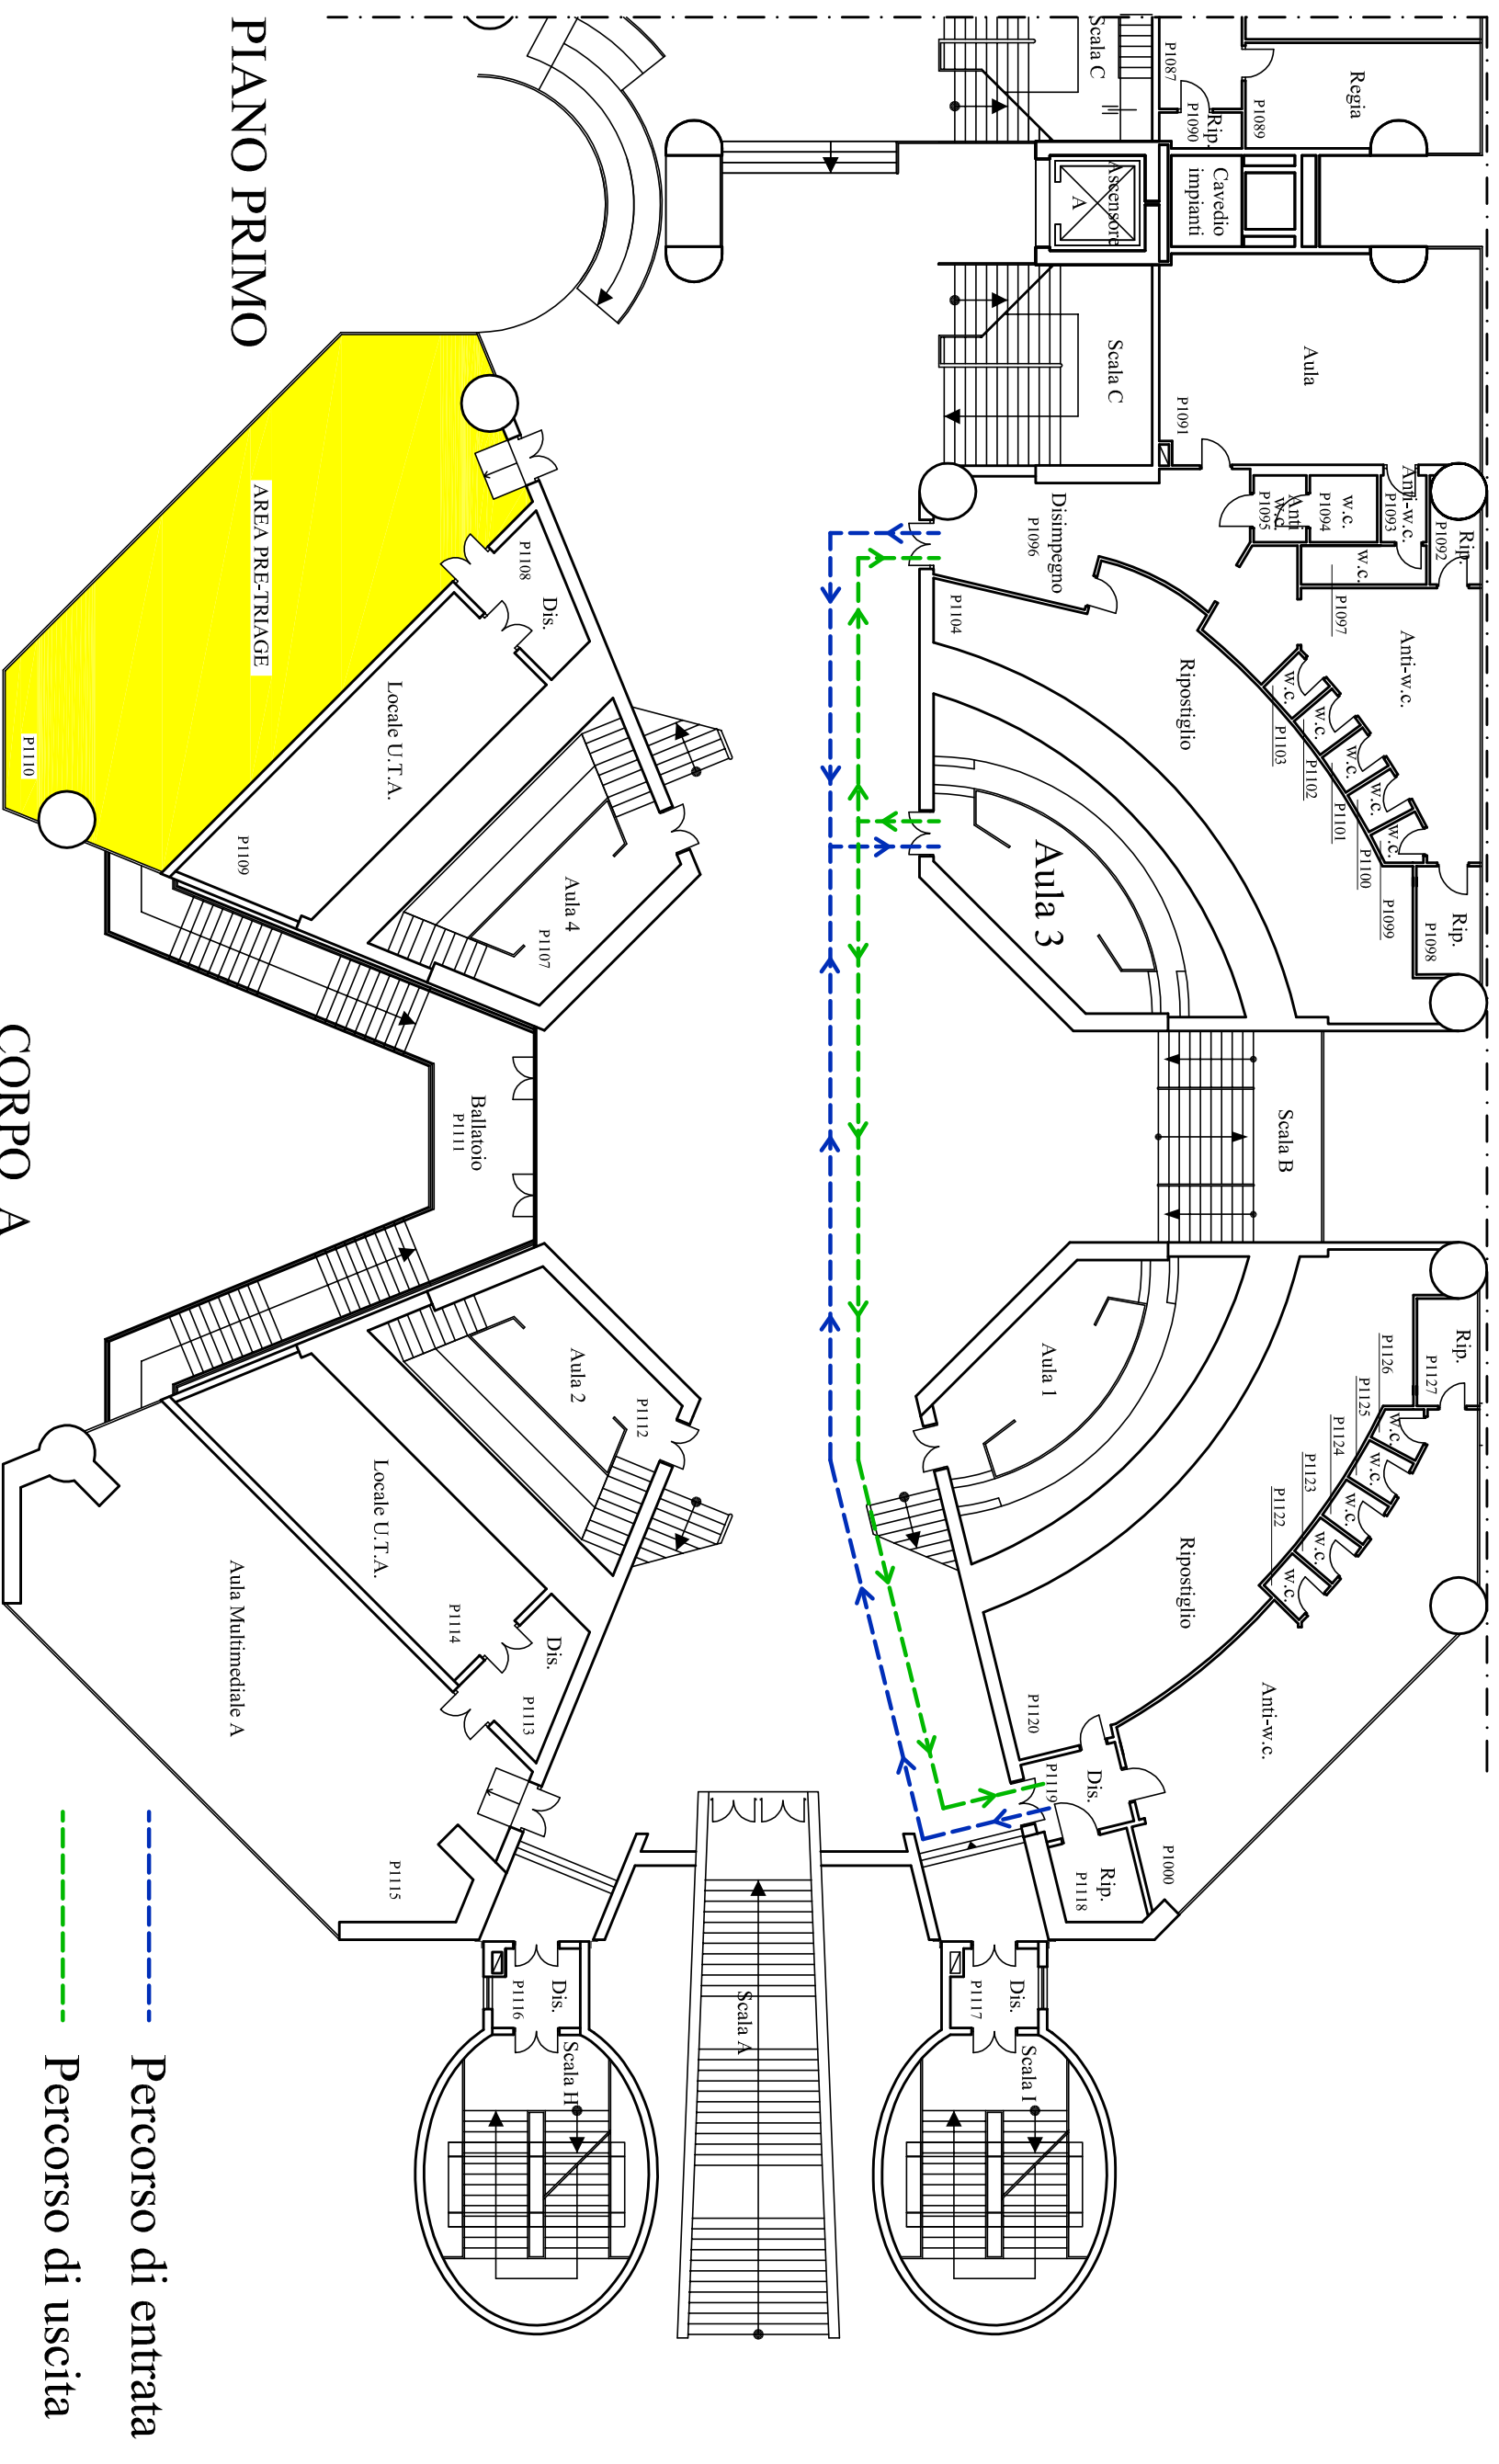 PIANO PRIMO
CORPO A
Percorso di entrata
Percorso di uscita
Regia
P1089
P1087
Rip.
P1090
Scala C
Cavedio
impianti
Ascensore
A
Aula
P1091
Scala C
Rip.
P1092
Anti-w.c.
P1093
w.c.
P1094
Anti
w.c.
P1095
w.c.
P1097
Disimpegno
P1096
Anti-w.c.
Ripostiglio
P1104
w.c.
w.c.
w.c.
w.c.
w.c.
P1103
P1102
P1101
P1100
P1099
Rip.
P1098
Aula 3
Scala B
AREA PRE-TRIAGE
P1110
P1108
Dis.
Locale U.T.A.
P1109
Aula 4
P1107
Ballatoio
P1111
Aula 1
Rip.
P1127
P1126
P1125
P1124
P1123
P1122
w.c.
w.c.
w.c.
w.c.
w.c.
Ripostiglio
Anti-w.c.
P1120
P1119
Dis.
P1000
Rip.
P1118
Aula 2
P1112
Locale U.T.A.
P1114
Dis.
P1113
Aula Multimediale A
P1115
Dis.
P1117
Scala I
Scala A
Dis.
P1116
Scala H